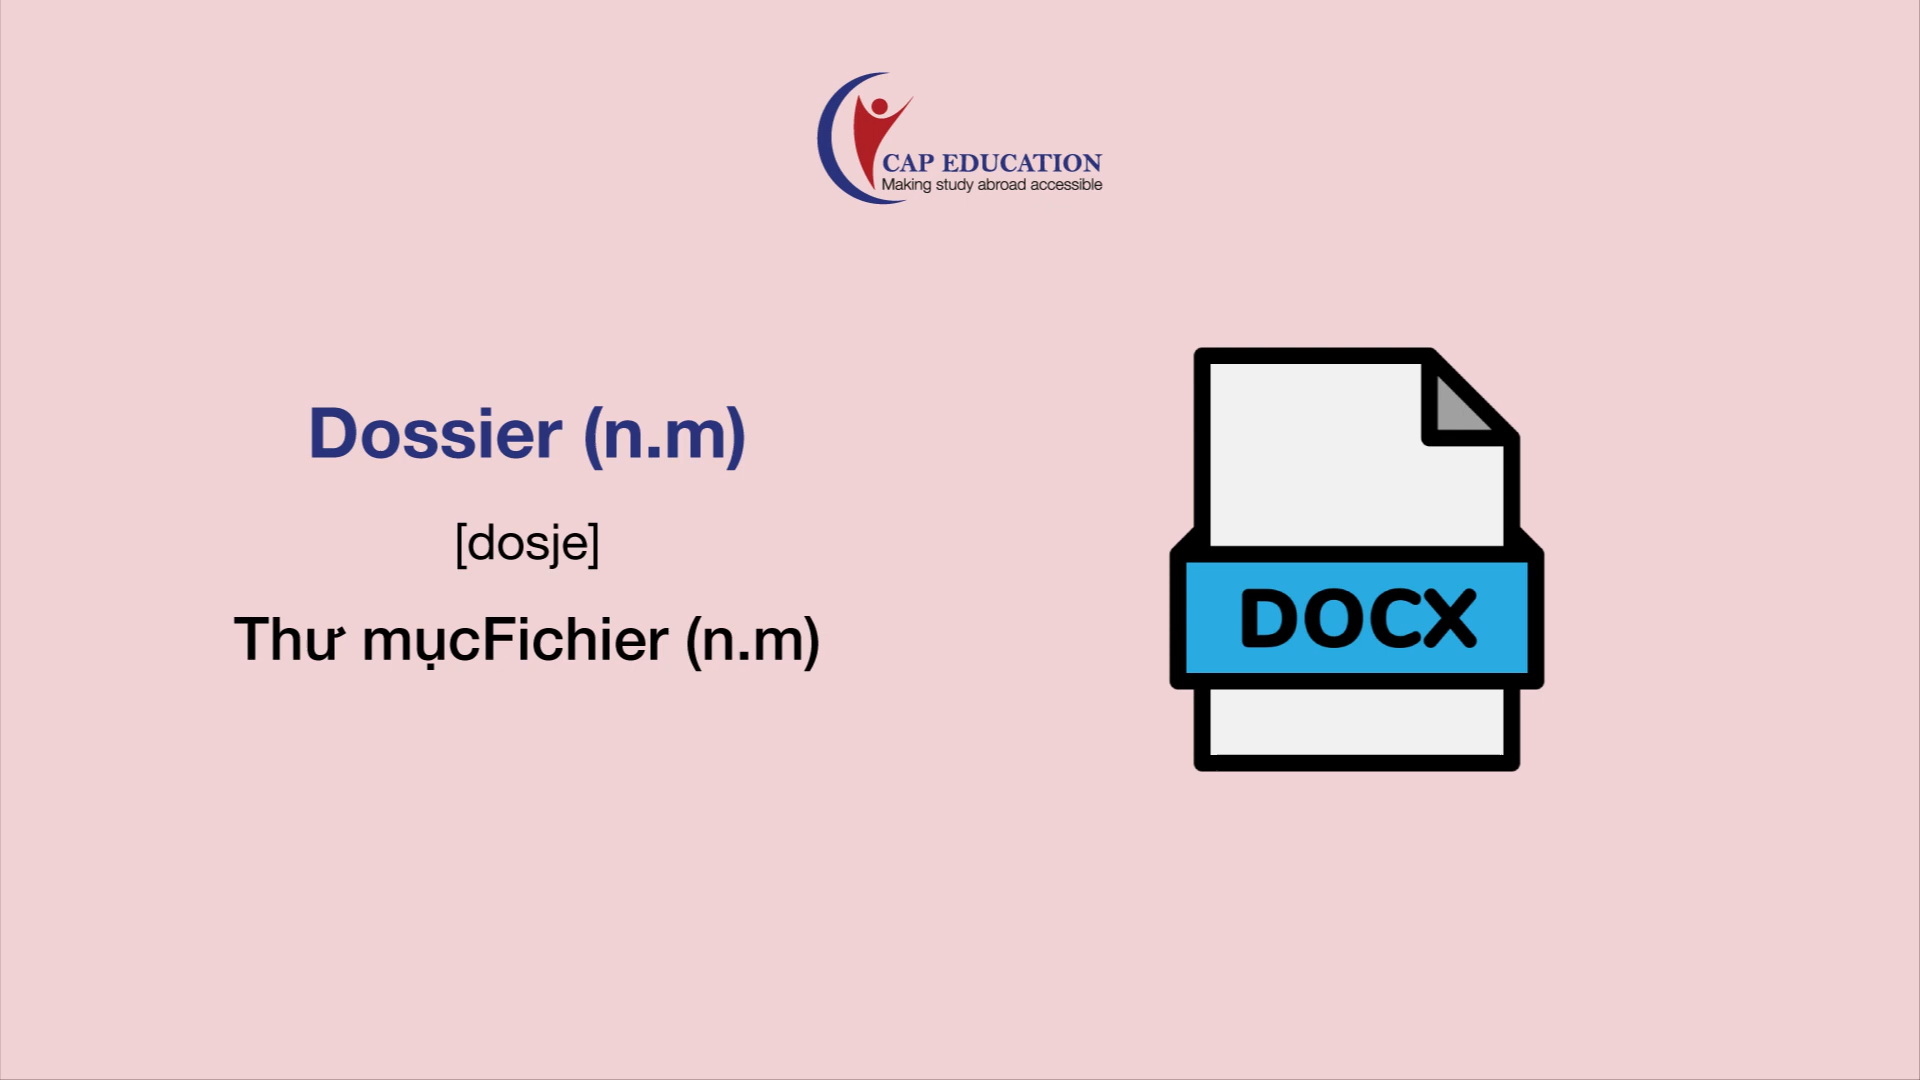 CAP EDUCATION
Making study abroad accessible
Dossier (n.m)
[dosje]
Thư mụcFichier (n.m)
DOCX